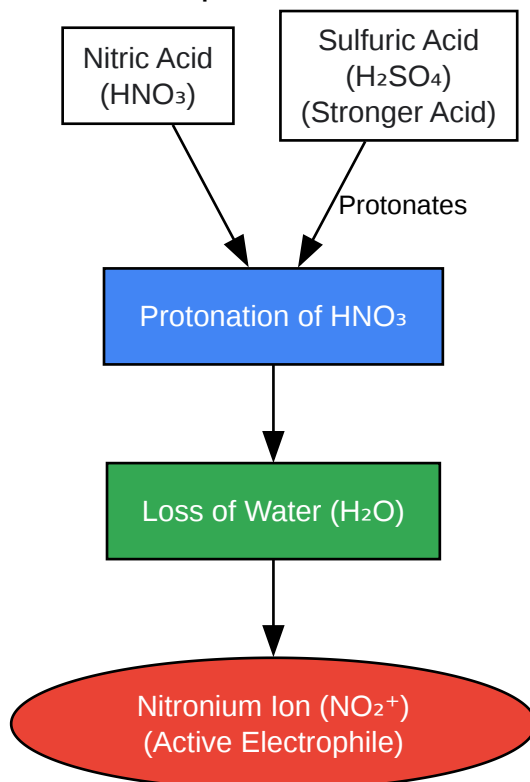 Nitric Acid
(HNO₃)
Sulfuric Acid
(H₂SO₄)
(Stronger Acid)
Protonates
Protonation of HNO₃
Loss of Water (H₂O)
Nitronium Ion (NO₂⁺)
(Active Electrophile)